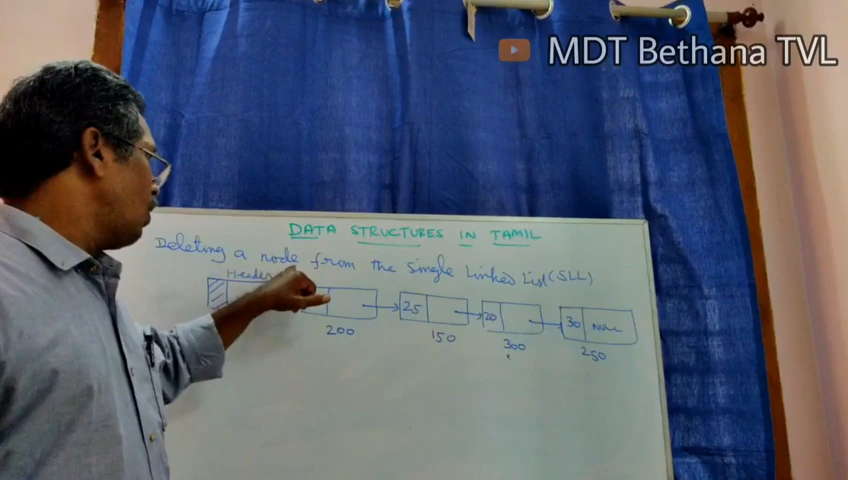 MDT Bethana TVL
DATA STRUCTURES IN TAMIL
Deleting a node from the single Linked List (SLL)
Header
25 20 30 NULL
200 150 300 250